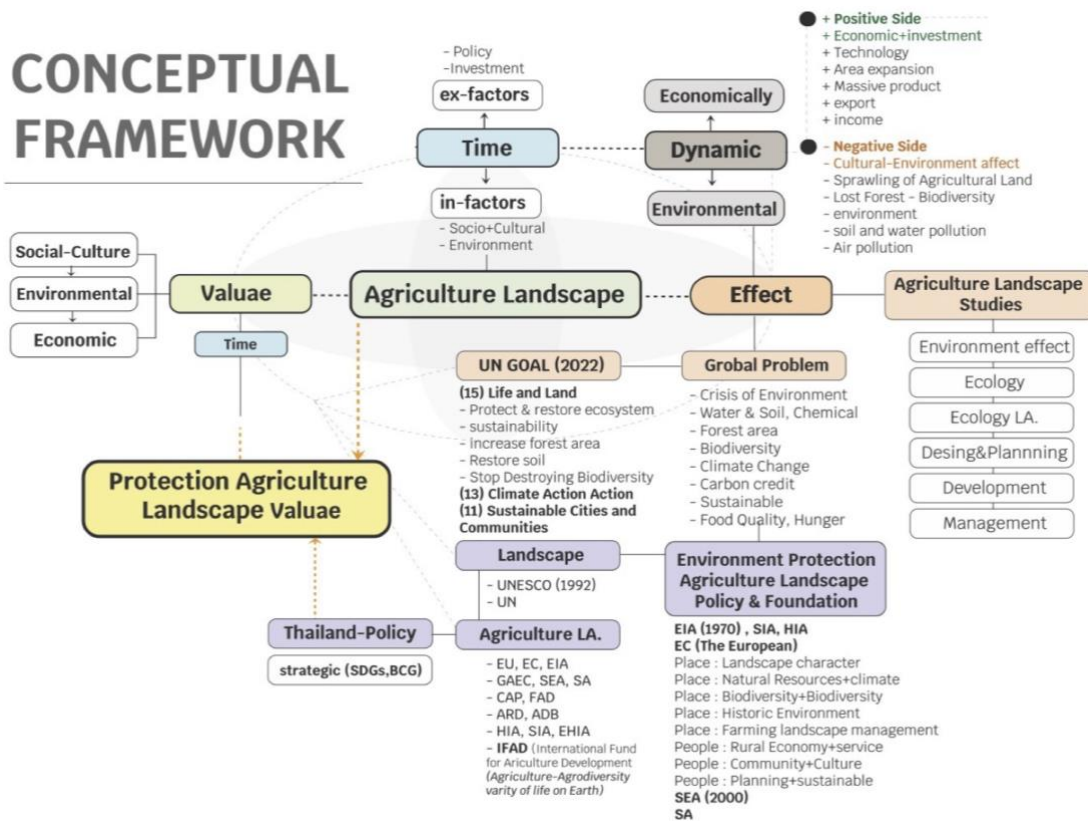 CONCEPTUAL
FRAMEWORK
- Policy
-Investment
ex-factors
Time
in-factors
- Socio+Cultural
- Environment
Economically
Dynamic
Environmental
+ Positive Side
+ Economic+investment
+ Technology
+ Area expansion
+ Massive product
+ export
+ income
- Negative Side
- Cultural-Environment affect
- Sprawling of Agricultural Land
- Lost Forest - Biodiversity
- environment
- soil and water pollution
- Air pollution
Social-Culture
Environmental
Economic
Valuae
Time
Agriculture Landscape
Effect
Agriculture Landscape
Studies
Environment effect
Ecology
Ecology LA.
Desing&Plannning
Development
Management
UN GOAL (2022)
(15) Life and Land
- Protect & restore ecosystem
- sustainability
- increase forest area
- Restore soil
- Stop Destroying Biodiversity
(13) Climate Action Action
(11) Sustainable Cities and
Communities
Grobal Problem
- Crisis of Environment
- Water & Soil, Chemical
- Forest area
- Biodiversity
- Climate Change
- Carbon credit
- Sustainable
- Food Quality, Hunger
Protection Agriculture
Landscape Valuae
Landscape
- UNESCO (1992)
- UN
Thailand-Policy
strategic (SDGs,BCG)
Agriculture LA.
- EU, EC, EIA
- GAEC, SEA, SA
- CAP, FAD
- ARD, ADB
- HIA, SIA, EHIA
- IFAD (International Fund
for Ariculture Development
(Agriculture-Agrodiversity
varity of life on Earth)
Environment Protection
Agriculture Landscape
Policy & Foundation
EIA (1970) , SIA, HIA
EC (The European)
Place : Landscape character
Place : Natural Resources+climate
Place : Biodiversity+Biodiversity
Place : Historic Environment
Place : Farming landscape management
People : Rural Economy+service
People : Community+Culture
People : Planning+sustainable
SEA (2000)
SA